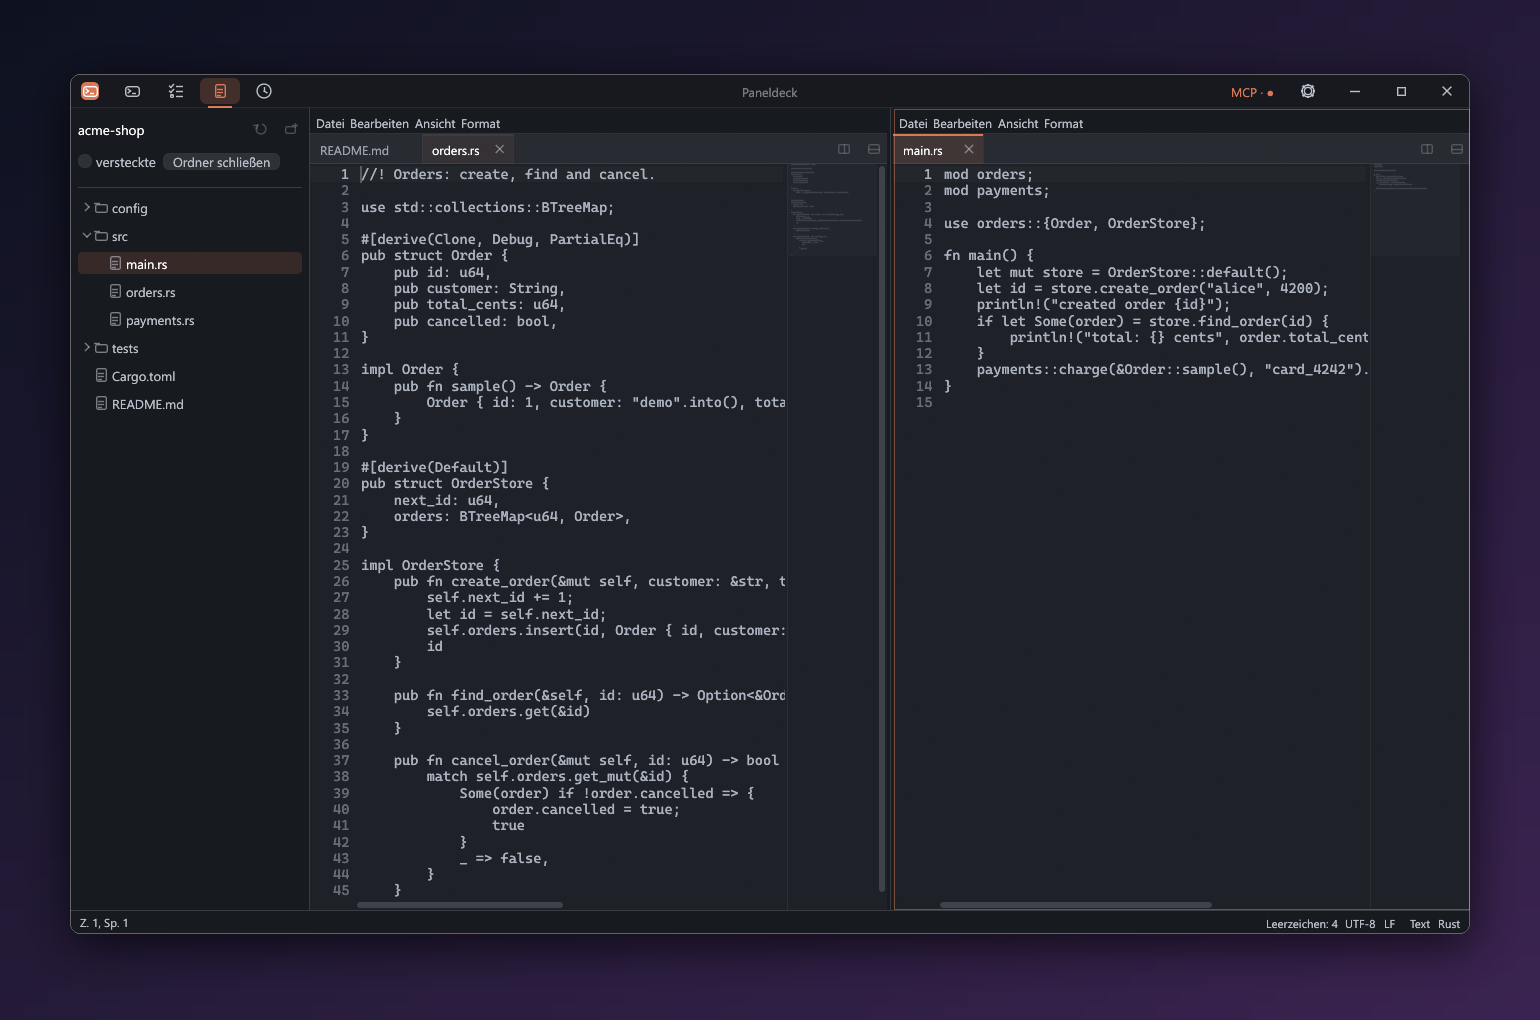 Paneldeck
MCP ·
acme-shop
versteckte
Ordner schließen
config
src
main.rs
orders.rs
payments.rs
tests
Cargo.toml
README.md
Datei Bearbeiten Ansicht Format
README.md
orders.rs
1 //! Orders: create, find and cancel.
2
3 use std::collections::BTreeMap;
4
5 #[derive(Clone, Debug, PartialEq)]
6 pub struct Order {
7     pub id: u64,
8     pub customer: String,
9     pub total_cents: u64,
10     pub cancelled: bool,
11 }
12
13 impl Order {
14     pub fn sample() -> Order {
15         Order { id: 1, customer: "demo".into(), tota
16     }
17 }
18
19 #[derive(Default)]
20 pub struct OrderStore {
21     next_id: u64,
22     orders: BTreeMap<u64, Order>,
23 }
24
25 impl OrderStore {
26     pub fn create_order(&mut self, customer: &str, t
27         self.next_id += 1;
28         let id = self.next_id;
29         self.orders.insert(id, Order { id, customer:
30         id
31     }
32
33     pub fn find_order(&self, id: u64) -> Option<&Ord
34         self.orders.get(&id)
35     }
36
37     pub fn cancel_order(&mut self, id: u64) -> bool
38         match self.orders.get_mut(&id) {
39             Some(order) if !order.cancelled => {
40                 order.cancelled = true;
41                 true
42             }
43             _ => false,
44         }
45     }
Datei Bearbeiten Ansicht Format
main.rs
1 mod orders;
2 mod payments;
3
4 use orders::{Order, OrderStore};
5
6 fn main() {
7     let mut store = OrderStore::default();
8     let id = store.create_order("alice", 4200);
9     println!("created order {id}");
10     if let Some(order) = store.find_order(id) {
11         println!("total: {} cents", order.total_cent
12     }
13     payments::charge(&Order::sample(), "card_4242").
14 }
15
Z. 1, Sp. 1
Leerzeichen: 4 UTF-8 LF Text Rust